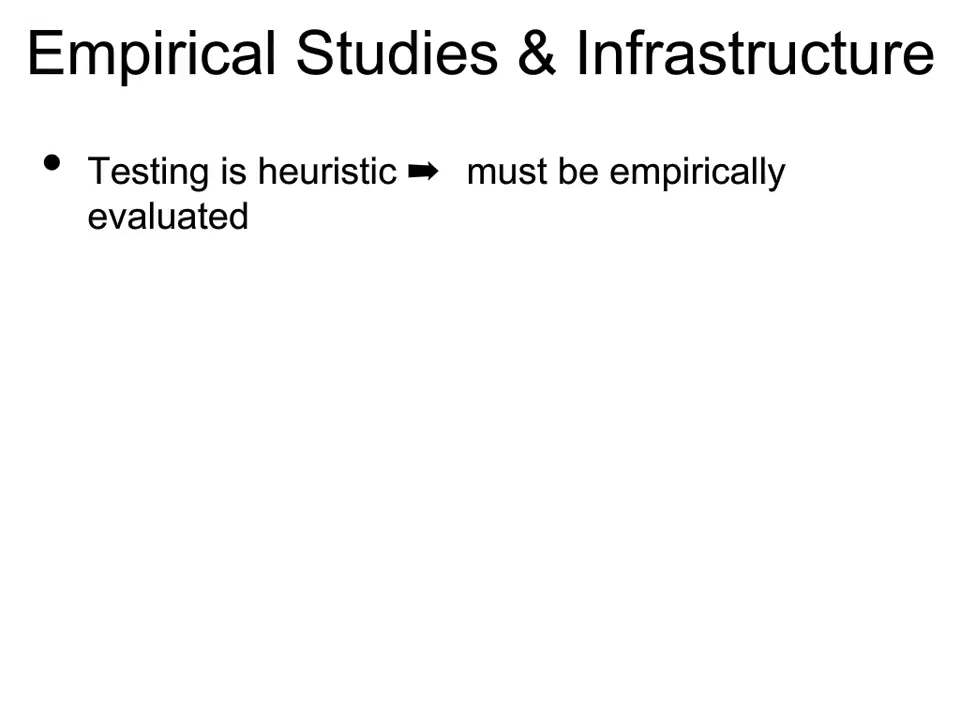 Empirical Studies & Infrastructure
• Testing is heuristic ➡ must be empirically
evaluated